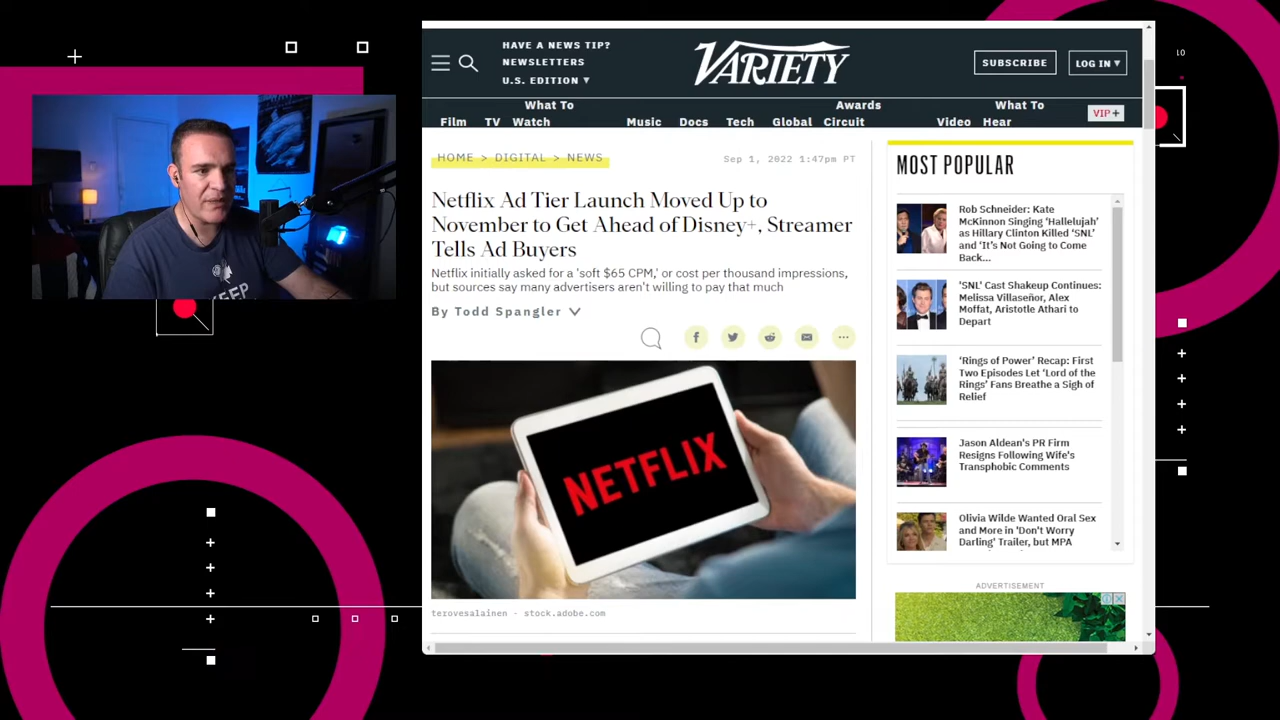 HAVE A NEWS TIP?
NEWSLETTERS
U.S. EDITION ▼
VARIETY
SUBSCRIBE
LOG IN ▼
Film
TV
What To
Watch
Music
Docs
Tech
Global
Awards
Circuit
Video
What To
Hear
VIP+
HOME > DIGITAL > NEWS
Sep 1, 2022 1:47pm PT
Netflix Ad Tier Launch Moved Up to
November to Get Ahead of Disney+, Streamer
Tells Ad Buyers
Netflix initially asked for a 'soft $65 CPM,' or cost per thousand impressions,
but sources say many advertisers aren't willing to pay that much
By Todd Spangler
NETFLIX
terovesalainen - stock.adobe.com
MOST POPULAR
Rob Schneider: Kate
McKinnon Singing ‘Hallelujah’
as Hillary Clinton Killed ‘SNL’
and ‘It’s Not Going to Come
Back...
‘SNL’ Cast Shakeup Continues:
Melissa Villaseñor, Alex
Moffat, Aristotle Athari to
Depart
‘Rings of Power’ Recap: First
Two Episodes Let ‘Lord of the
Rings’ Fans Breathe a Sigh of
Relief
Jason Aldean's PR Firm
Resigns Following Wife's
Transphobic Comments
Olivia Wilde Wanted Oral Sex
and More in 'Don't Worry
Darling' Trailer, but MPA
ADVERTISEMENT
10